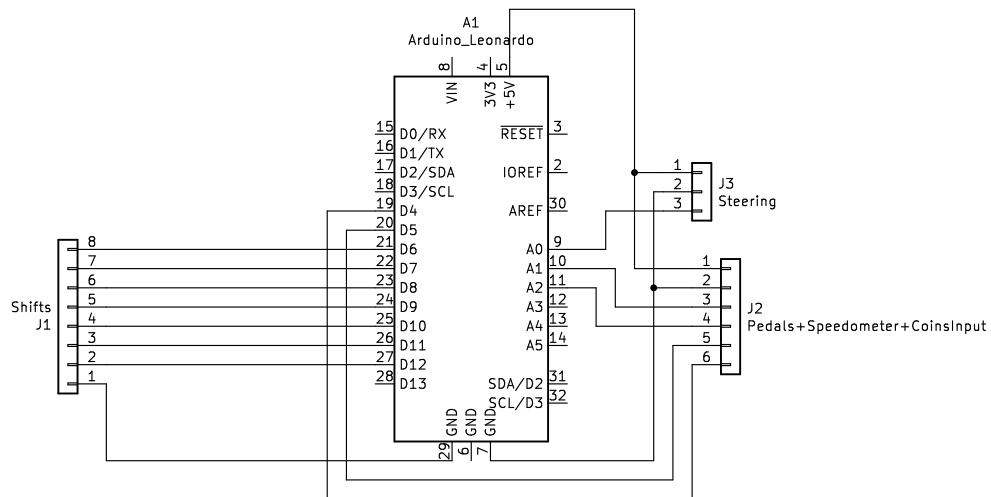 A1
Arduino_Leonardo
8
4
5
VIN
3V3
+5V
15 D0/RX
16 D1/TX
17 D2/SDA
18 D3/SCL
19 D4
20 D5
21 D6
22 D7
23 D8
24 D9
25 D10
26 D11
27 D12
28 D13
RESET 3
IOREF 2
AREF 30
A0 9
A1 10
A2 11
A3 12
A4 13
A5 14
SDA/D2 31
SCL/D3 32
GND
GND
GND
29
6
7
8
7
6
5
4
3
2
1
Shifts
J1
1
2
3
J3
Steering
1
2
3
4
5
6
J2
Pedals+Speedometer+CoinsInput